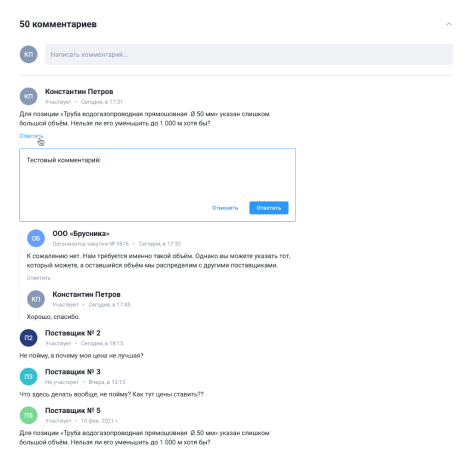 50 комментариев
КП
Написать комментарий...
КП
Константин Петров
Участвует • Сегодня, в 17:31
Для позиции «Труба водогазопроводная прямошовная Ø 50 мм» указан слишком
большой объём. Нельзя ли его уменьшить до 1 000 м хотя бы?
Ответить
Тестовый комментарий:
Отменить
Ответить
ОБ
ООО «Брусника»
Организатор закупки № 9876 • Сегодня, в 17:32
К сожалению нет. Нам требуется именно такой объём. Однако вы можете указать тот,
который можете, а оставшийся объём мы распределим с другими поставщиками.
Ответить
КП
Константин Петров
Участвует • Сегодня, в 17:45
Хорошо, спасибо.
П2
Поставщик № 2
Участвует • Сегодня, в 18:15
Не пойму, а почему моя цена не лучшая?
П3
Поставщик № 3
Не участвует • Вчера, в 12:13
Что здесь делать вообще, не пойму? Как тут цены ставить??
П5
Поставщик № 5
Участвует • 10 фев. 2021 г.
Для позиции «Труба водогазопроводная прямошовная Ø 50 мм» указан слишком
большой объём. Нельзя ли его уменьшить до 1 000 м хотя бы?